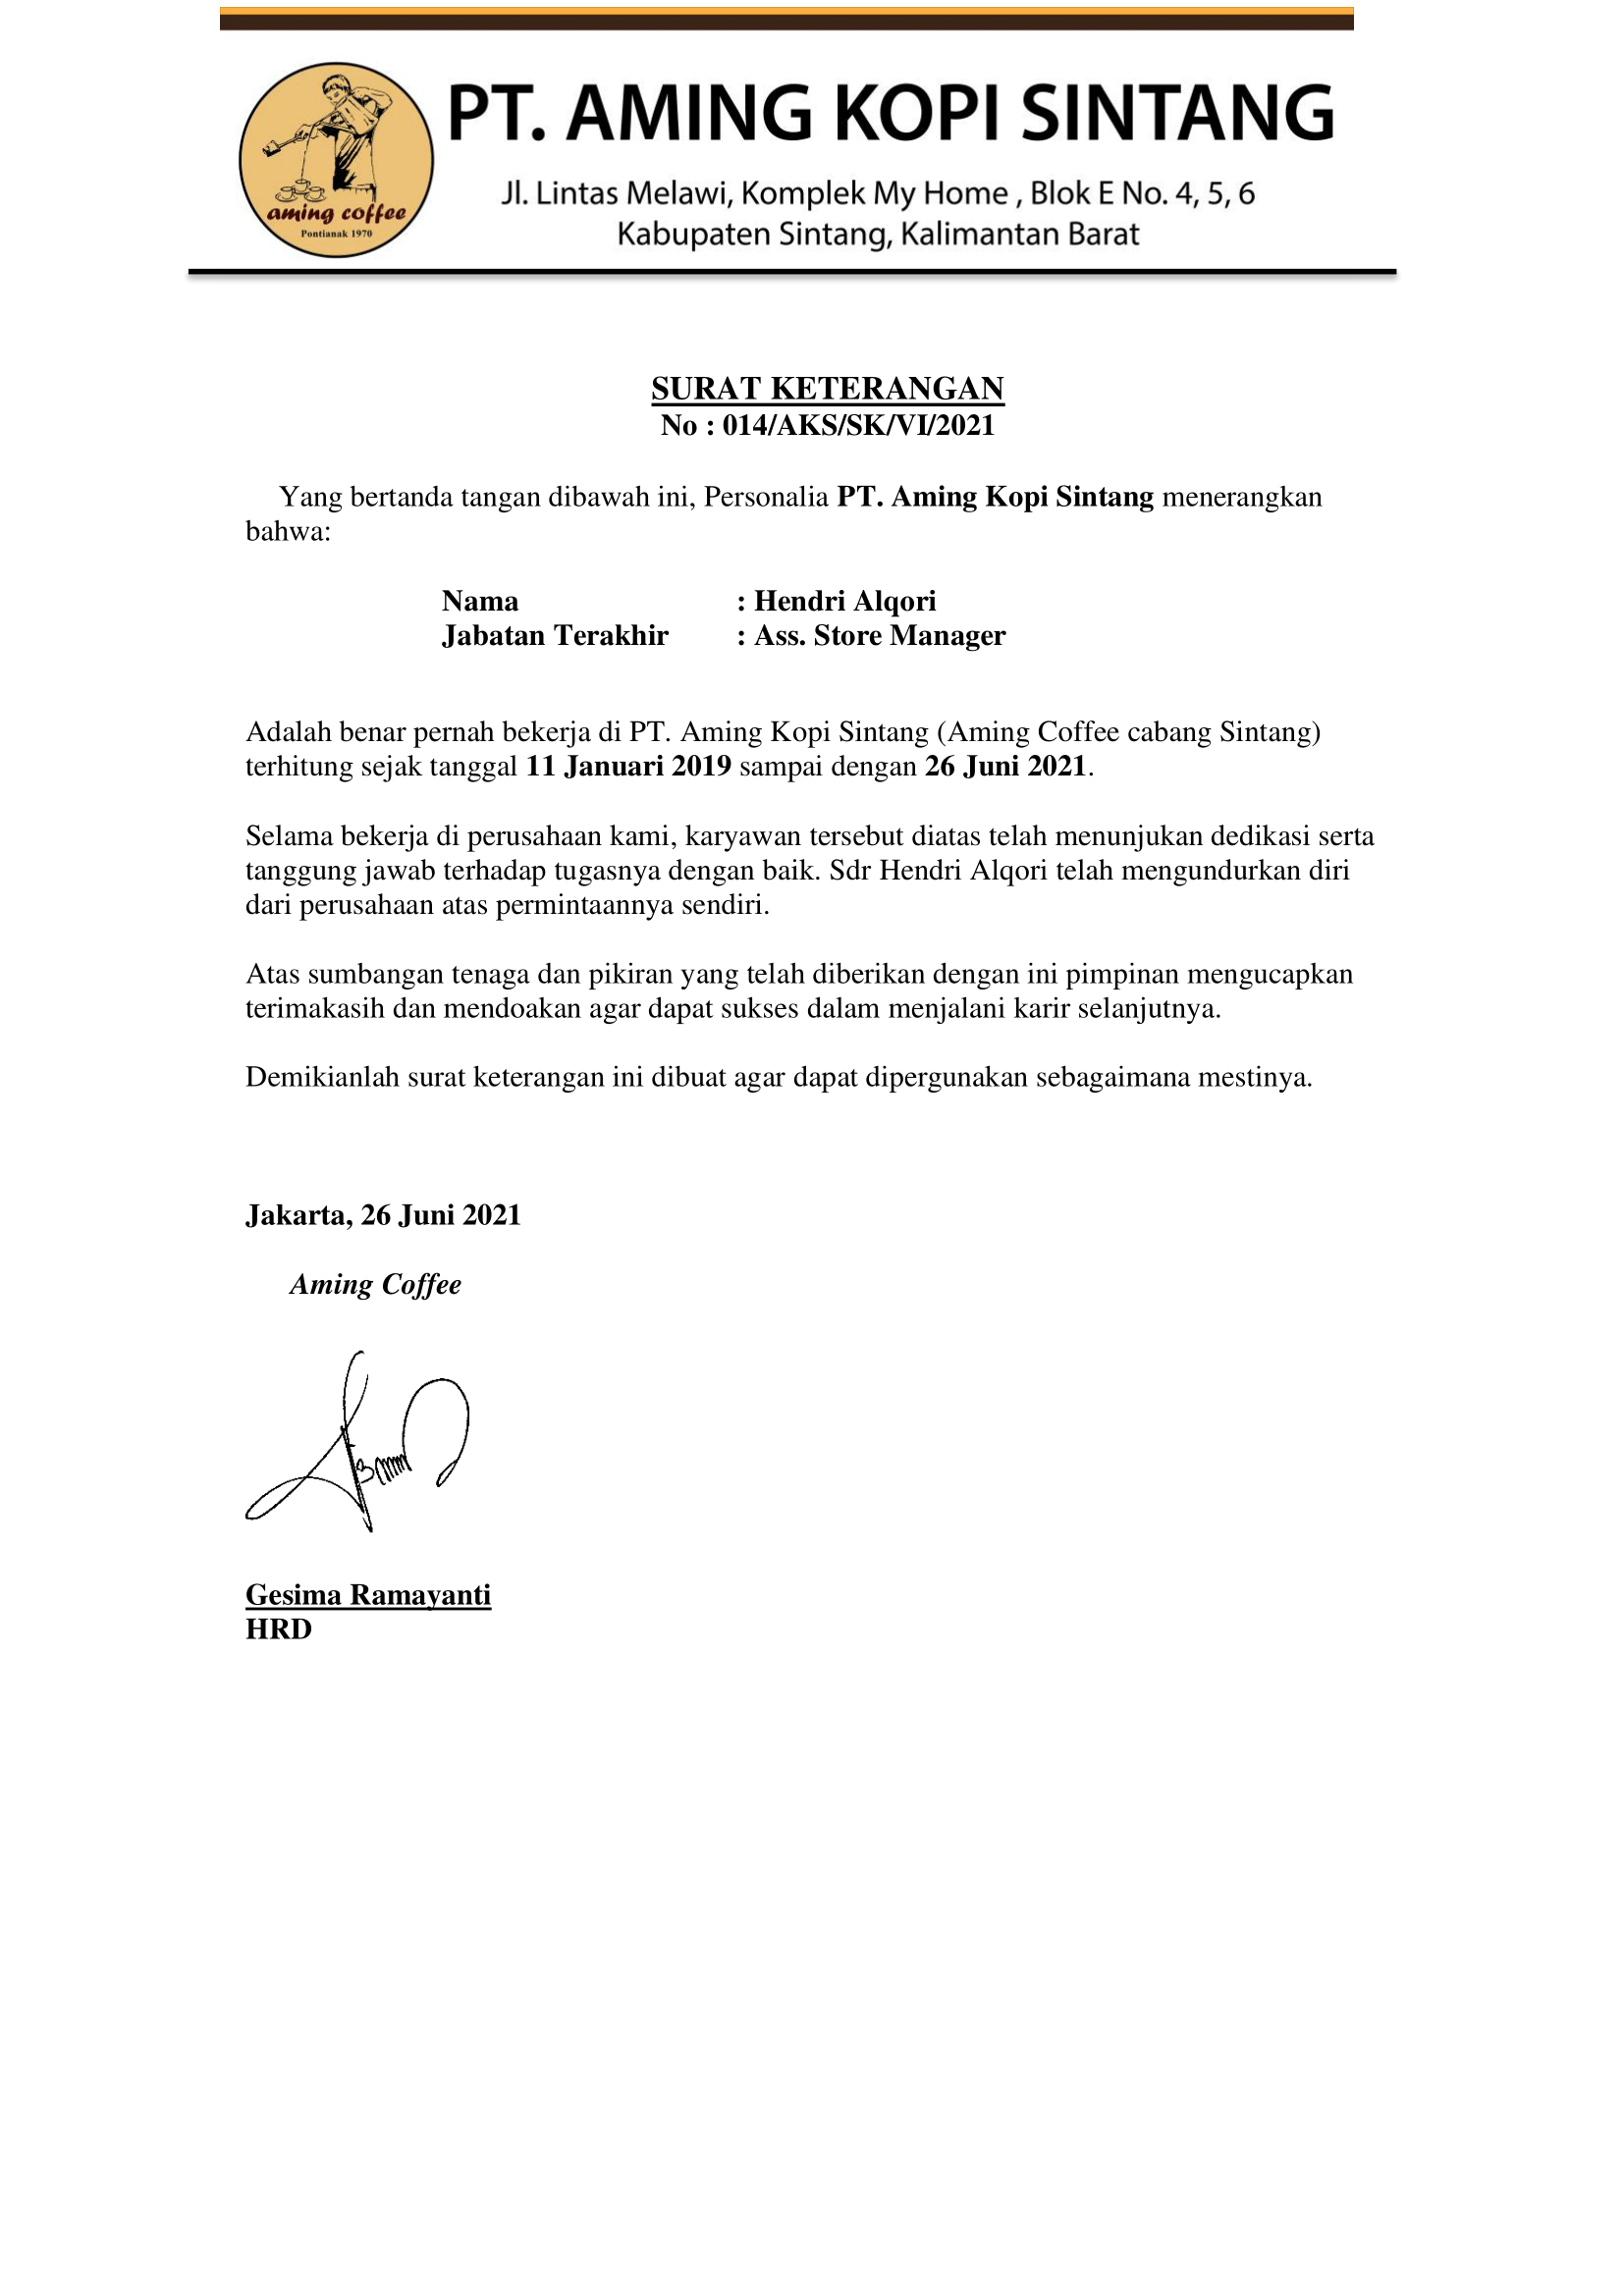 PT. AMING KOPI SINTANG
aming coffee
Pontianak 1970
Jl. Lintas Melawi, Komplek My Home , Blok E No. 4, 5, 6
Kabupaten Sintang, Kalimantan Barat
SURAT KETERANGAN
No : 014/AKS/SK/VI/2021
Yang bertanda tangan dibawah ini, Personalia PT. Aming Kopi Sintang menerangkan
bahwa:
Nama : Hendri Alqori
Jabatan Terakhir : Ass. Store Manager
Adalah benar pernah bekerja di PT. Aming Kopi Sintang (Aming Coffee cabang Sintang)
terhitung sejak tanggal 11 Januari 2019 sampai dengan 26 Juni 2021.
Selama bekerja di perusahaan kami, karyawan tersebut diatas telah menunjukan dedikasi serta
tanggung jawab terhadap tugasnya dengan baik. Sdr Hendri Alqori telah mengundurkan diri
dari perusahaan atas permintaannya sendiri.
Atas sumbangan tenaga dan pikiran yang telah diberikan dengan ini pimpinan mengucapkan
terimakasih dan mendoakan agar dapat sukses dalam menjalani karir selanjutnya.
Demikianlah surat keterangan ini dibuat agar dapat dipergunakan sebagaimana mestinya.
Jakarta, 26 Juni 2021
Aming Coffee
Gesima Ramayanti
HRD